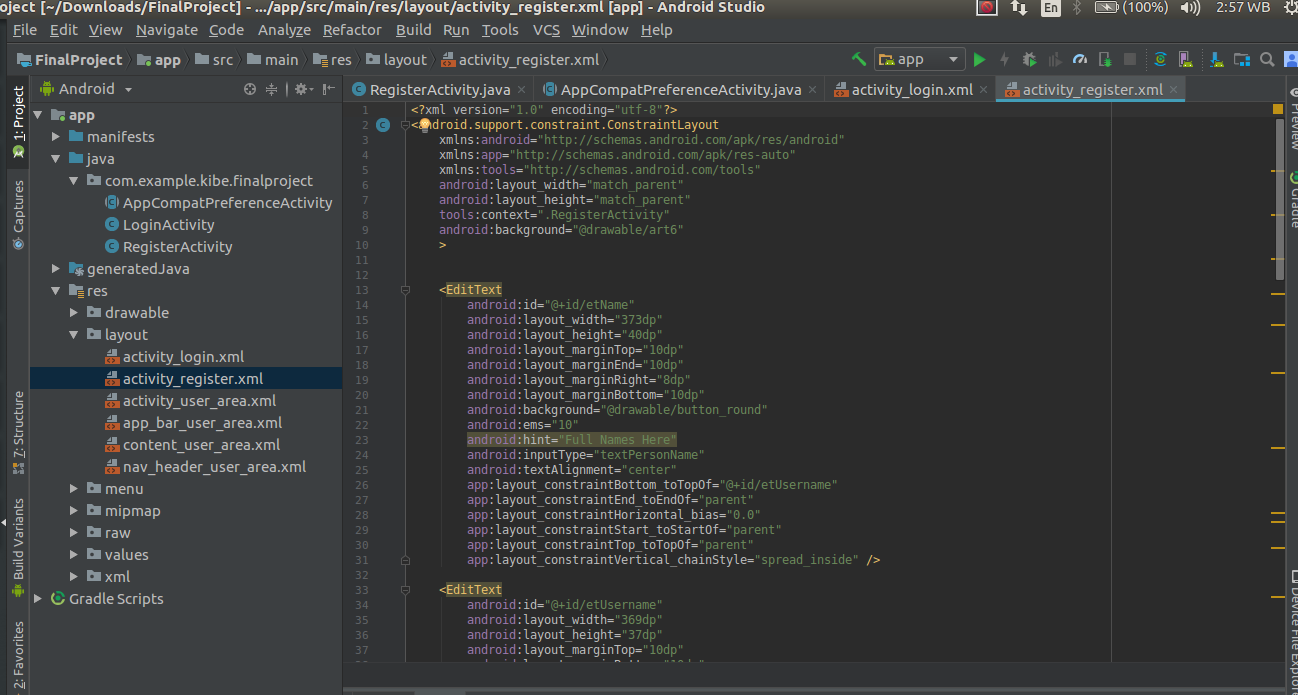 oject [~/Downloads/FinalProject] - .../app/src/main/res/layout/activity_register.xml [app] - Android Studio
En (100%) 2:57 WB
File Edit View Navigate Code Analyze Refactor Build Run Tools VCS Window Help
FinalProject app src main res layout activity_register.xml
app
Android
RegisterActivity.java
AppCompatPreferenceActivity.java
activity_login.xml
activity_register.xml
1: Project
Captures
7: Structure
Build Variants
2: Favorites
app
manifests
java
com.example.kibe.finalproject
AppCompatPreferenceActivity
LoginActivity
RegisterActivity
generatedJava
res
drawable
layout
activity_login.xml
activity_register.xml
activity_user_area.xml
app_bar_user_area.xml
content_user_area.xml
nav_header_user_area.xml
menu
mipmap
raw
values
xml
Gradle Scripts
1 <?xml version="1.0" encoding="utf-8"?>
2 <android.support.constraint.ConstraintLayout
3 xmlns:android="http://schemas.android.com/apk/res/android"
4 xmlns:app="http://schemas.android.com/apk/res-auto"
5 xmlns:tools="http://schemas.android.com/tools"
6 android:layout_width="match_parent"
7 android:layout_height="match_parent"
8 tools:context=".RegisterActivity"
9 android:background="@drawable/art6"
10 >
11
12
13 <EditText
14 android:id="@+id/etName"
15 android:layout_width="373dp"
16 android:layout_height="40dp"
17 android:layout_marginTop="10dp"
18 android:layout_marginEnd="10dp"
19 android:layout_marginRight="8dp"
20 android:layout_marginBottom="10dp"
21 android:background="@drawable/button_round"
22 android:ems="10"
23 android:hint="Full Names Here"
24 android:inputType="textPersonName"
25 android:textAlignment="center"
26 app:layout_constraintBottom_toTopOf="@+id/etUsername"
27 app:layout_constraintEnd_toEndOf="parent"
28 app:layout_constraintHorizontal_bias="0.0"
29 app:layout_constraintStart_toStartOf="parent"
30 app:layout_constraintTop_toTopOf="parent"
31 app:layout_constraintVertical_chainStyle="spread_inside" />
32
33 <EditText
34 android:id="@+id/etUsername"
35 android:layout_width="369dp"
36 android:layout_height="37dp"
37 android:layout_marginTop="10dp"
Preview
Gradle
Device File Explo